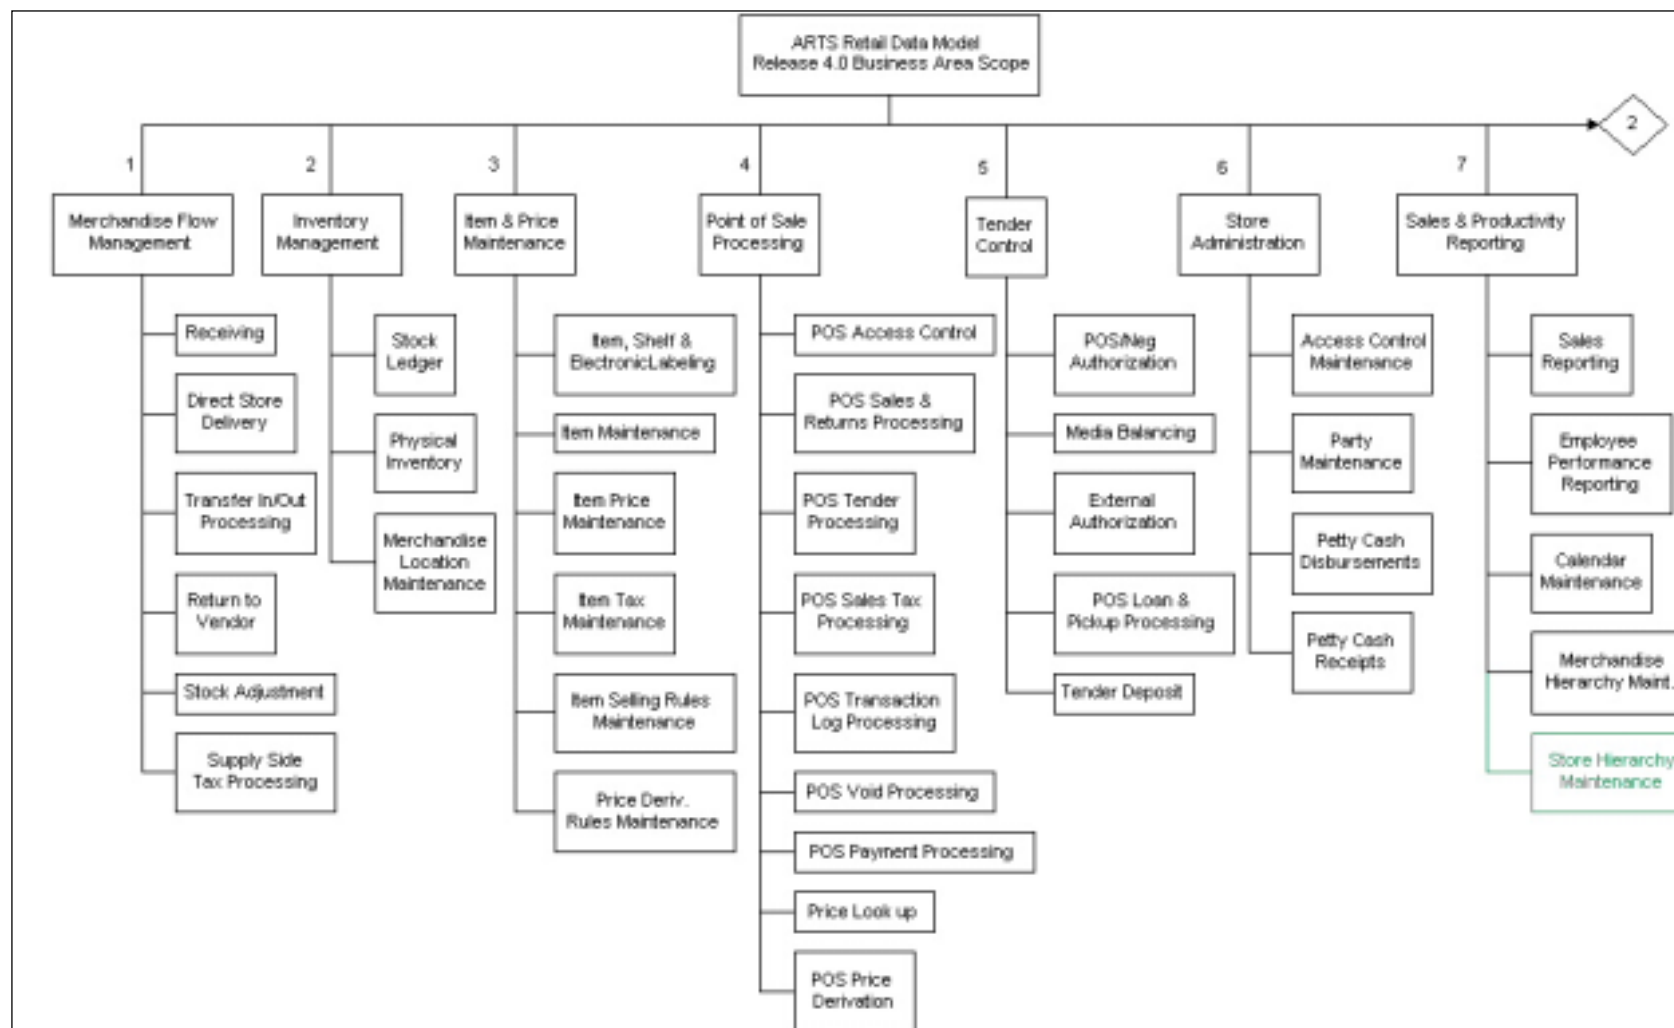 ARTS Retail Data Model
Release 4.0 Business Area Scope
2
1
2
3
4
5
6
7
Merchandise Flow
Management
Inventory
Management
Item & Price
Maintenance
Point of Sale
Processing
Tender
Control
Store
Administration
Sales & Productivity
Reporting
Receiving
Direct Store
Delivery
Transfer In/Out
Processing
Return to
Vendor
Stock Adjustment
Supply Side
Tax Processing
Stock
Ledger
Physical
Inventory
Merchandise
Location
Maintenance
Item, Shelf &
ElectronicLabeling
Item Maintenance
Item Price
Maintenance
Item Tax
Maintenance
Item Selling Rules
Maintenance
Price Deriv.
Rules Maintenance
POS Access Control
POS Sales &
Returns Processing
POS Tender
Processing
POS Sales Tax
Processing
POS Transaction
Log Processing
POS Void Processing
POS Payment Processing
Price Look up
POS Price
Derivation
POS/Neg
Authorization
Media Balancing
External
Authorization
POS Loan &
Pickup Processing
Tender Deposit
Access Control
Maintenance
Party
Maintenance
Petty Cash
Disbursements
Petty Cash
Receipts
Sales
Reporting
Employee
Performance
Reporting
Calendar
Maintenance
Merchandise
Hierarchy Maint.
Store Hierarchy
Maintenance